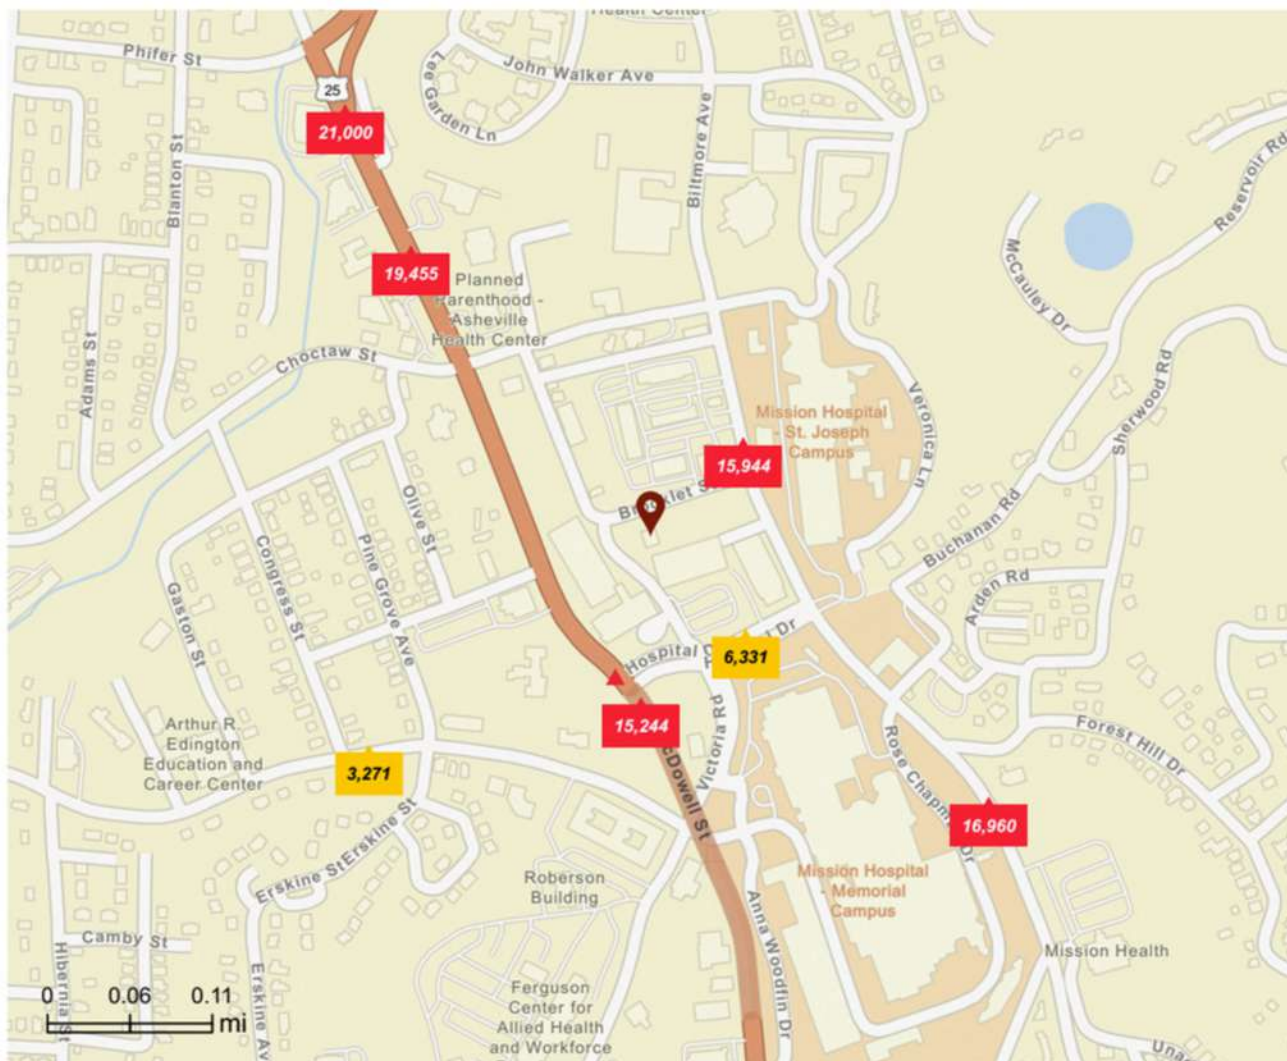 Health Center
Phifer St
John Walker Ave
Lee Garden Ln
25
21,000
Blanton St
Biltmore Ave
Reservoir Rd
19,455
Planned
Parenthood -
Asheville
Health Center
McCauley Dr
Adams St
Choctaw St
Sherwood Rd
Veronica Ln
Mission Hospital
- St. Joseph
Campus
15,944
Olive St
Buchanan Rd
Congress St
Pine Grove Ave
Gaston St
Arden Rd
Hospital Dr
6,331
15,244
Victoria Rd
McDowell St
Arthur R.
Edington
Education and
Career Center
3,271
Forest Hill Dr
Rose Chapman Dr
16,960
Erskine St
Erskine St
Roberson
Building
Mission Hospital
- Memorial
Campus
Anna Woodfin Dr
Camby St
Hibernia St
Erskine Av
Mission Health
Ferguson
Center for
Allied Health
and Workforce
0 0.06 0.11
mi